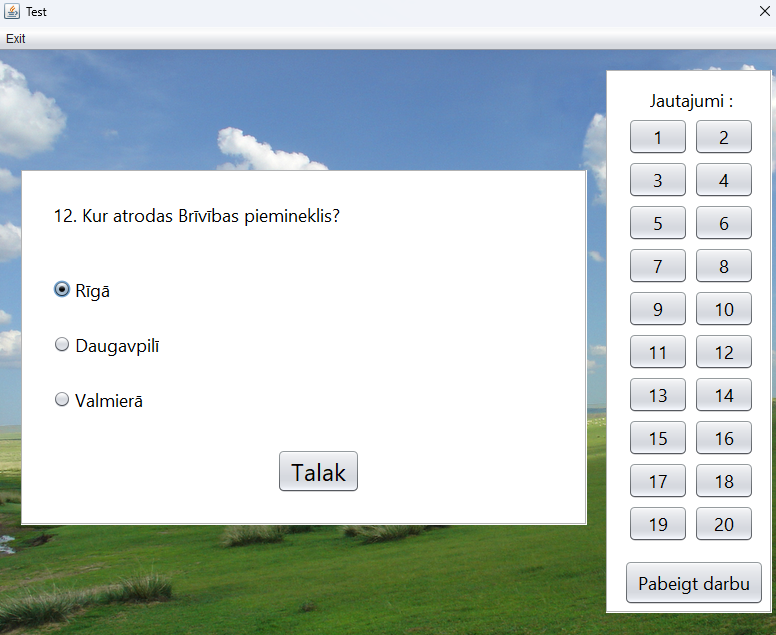 Test
Exit
12. Kur atrodas Brīvības piemineklis?
Rīgā
Daugavpilī
Valmierā
Talak
Jautajumi :
1 2
3 4
5 6
7 8
9 10
11 12
13 14
15 16
17 18
19 20
Pabeigt darbu